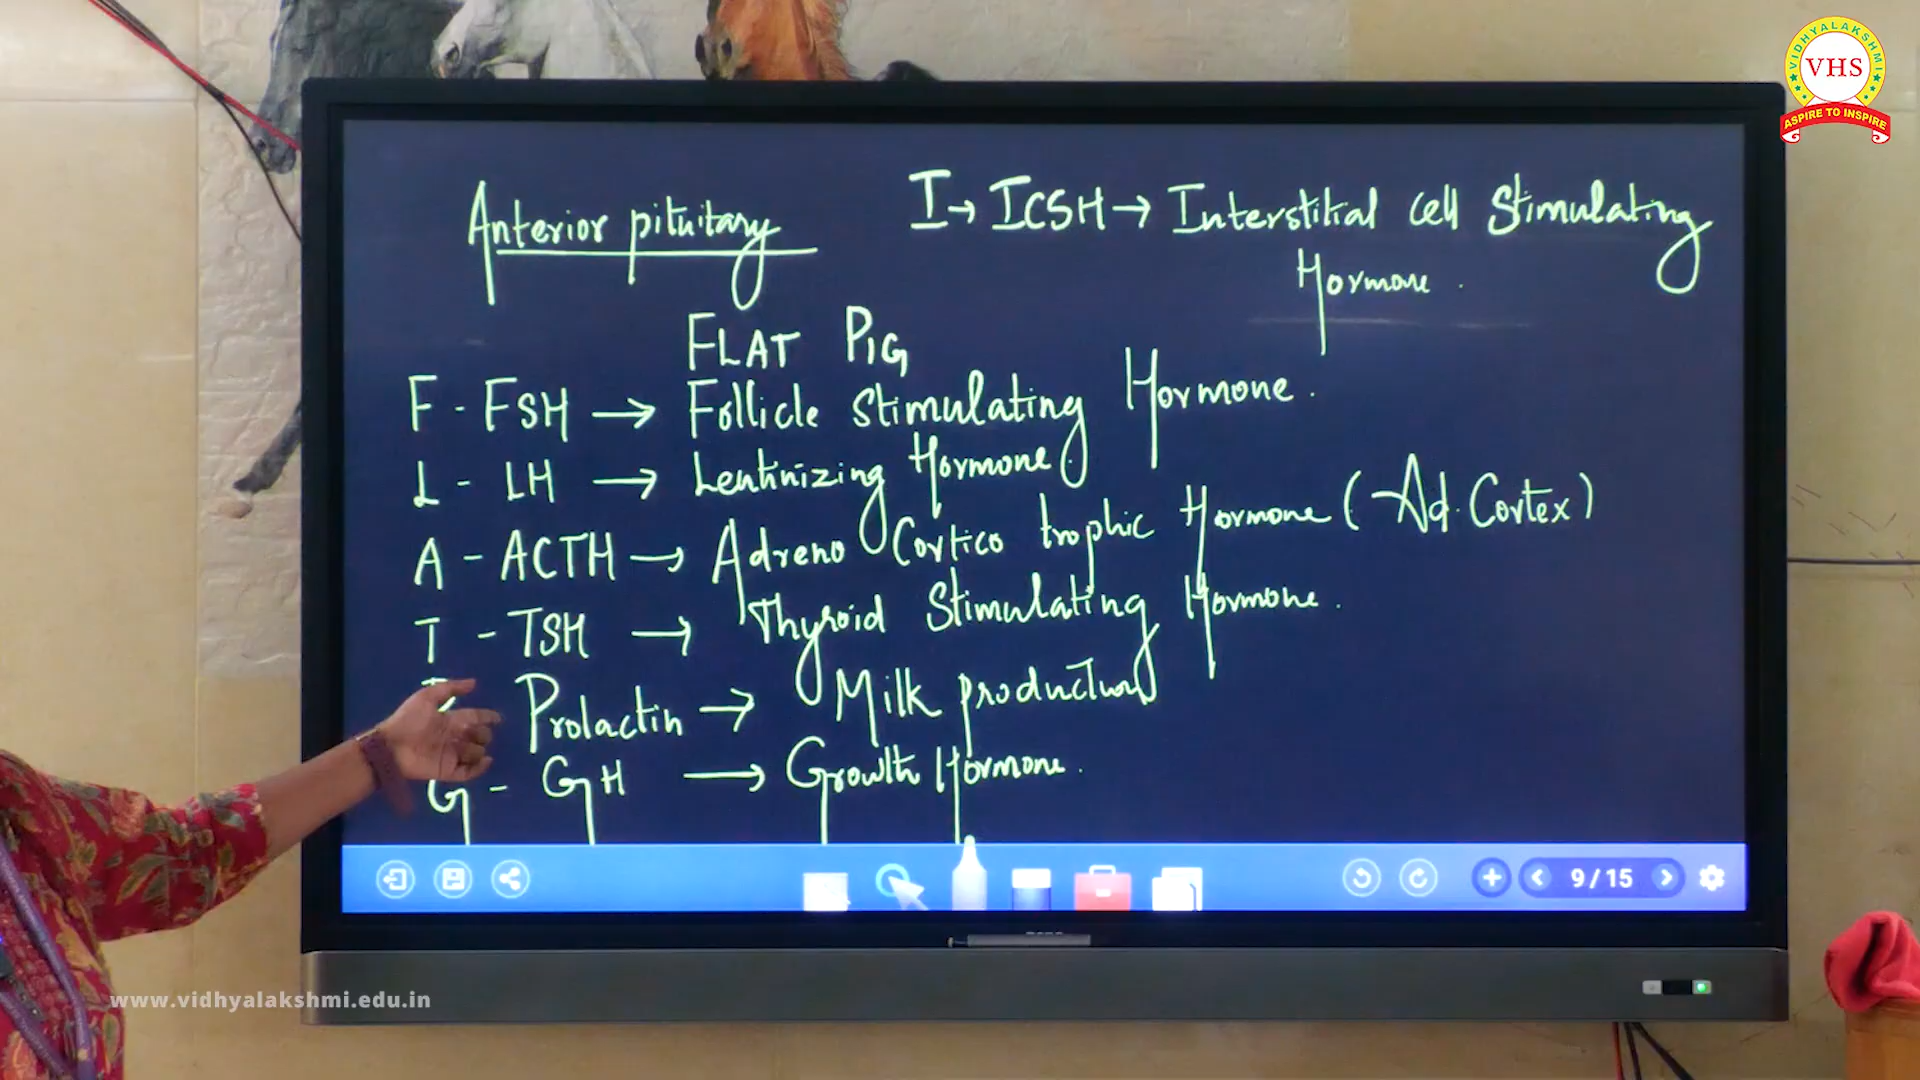 VIDHYALAKSHMI
VHS
ASPIRE TO INSPIRE
Anterior pituitary
I → ICSH → Interstitial cell Stimulating
Hormone .
FLAT PIG
F - FSH → Follicle Stimulating Hormone .
L - LH → Leutinizing Hormone .
A - ACTH → Adreno Cortico trophic Hormone ( Ad. Cortex )
T - TSH → Thyroid Stimulating Hormone .
Prolactin → Milk production
G - GH → Growth Hormone .
9 / 15
www.vidhyalakshmi.edu.in